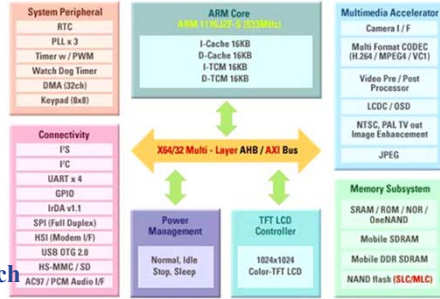 System Peripheral
RTC
PLL x 3
Timer w / PWM
Watch Dog Timer
DMA (32ch)
Keypad (8x8)
ARM Core
ARM 1176JZF-S (533MHz)
I-Cache 16KB
D-Cache 16KB
I-TCM 16KB
D-TCM 16KB
Multimedia Accelerator
Camera I / F
Multi Format CODEC
(H.264 / MPEG4 / VC1)
Video Pre / Post
Processor
LCDC / OSD
NTSC, PAL TV out
Image Enhancement
JPEG
X64/32 Multi - Layer AHB / AXI Bus
Connectivity
I²S
I²C
UART x 4
GPIO
IrDA v1.1
SPI (Full Duplex)
HSI (Modem I/F)
USB OTG 2.0
HS-MMC / SD
AC97 / PCM Audio I/F
ch
Power
Management
Normal, Idle
Stop, Sleep
TFT LCD
Controller
1024x1024
Color-TFT LCD
Memory Subsystem
SRAM / ROM / NOR /
OneNAND
Mobile SDRAM
Mobile DDR SDRAM
NAND flash (SLC/MLC)